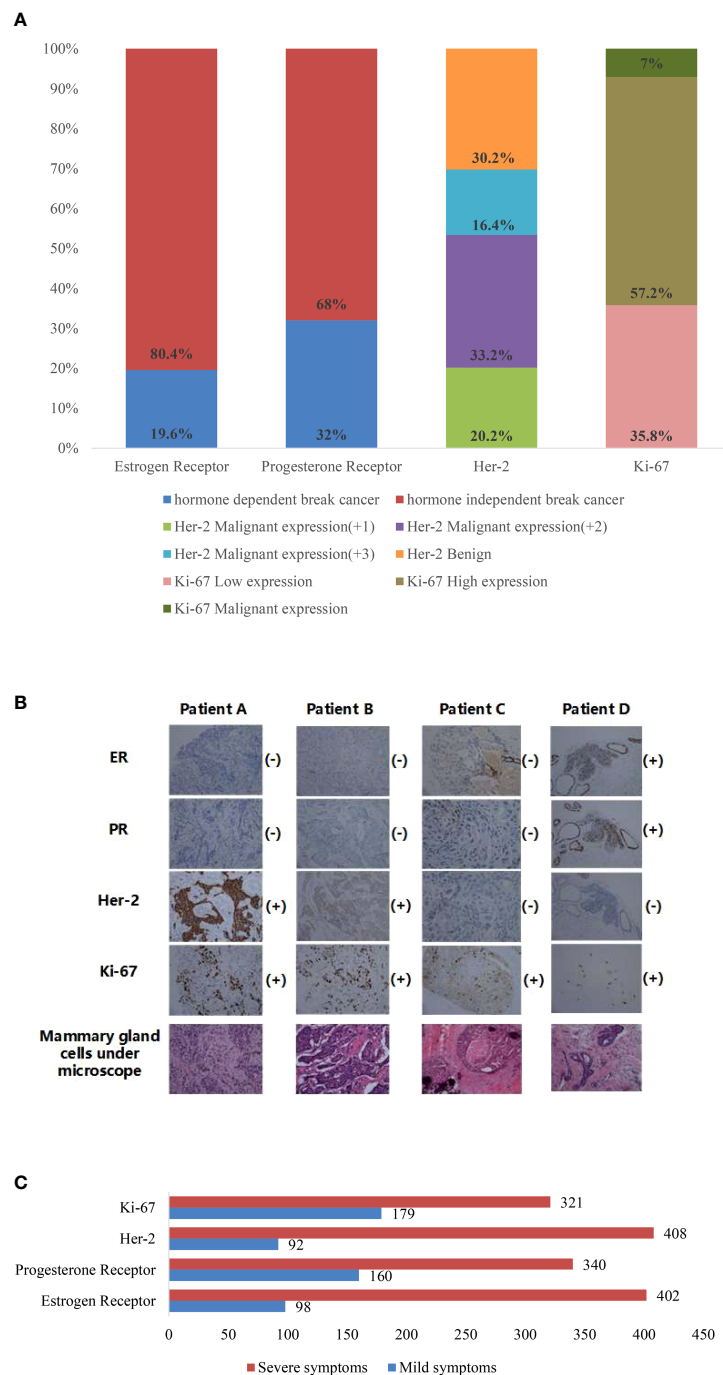 A
100%
90%
80%
70%
60%
50%
40%
30%
20%
10%
0%
80.4%
19.6%
68%
32%
30.2%
16.4%
33.2%
20.2%
7%
57.2%
35.8%
Estrogen Receptor Progesterone Receptor Her-2 Ki-67
hormone dependent break cancer hormone independent break cancer
Her-2 Malignant expression(+1) Her-2 Malignant expression(+2)
Her-2 Malignant expression(+3) Her-2 Benign
Ki-67 Low expression Ki-67 High expression
Ki-67 Malignant expression
B
Patient A Patient B Patient C Patient D
ER (-) (-) (-) (+)
PR (-) (-) (-) (+)
Her-2 (+) (+) (-) (-)
Ki-67 (+) (+) (+) (+)
Mammary gland
cells under
microscope
C
Ki-67 321
179
Her-2 408
92
Progesterone Receptor 340
160
Estrogen Receptor 402
98
0 50 100 150 200 250 300 350 400 450
Severe symptoms Mild symptoms